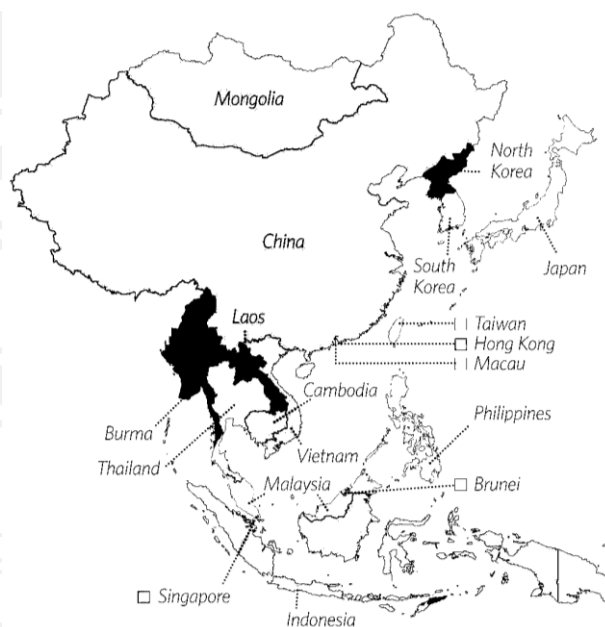 Mongolia
North
Korea
China
South
Korea
Japan
Laos
Taiwan
Hong Kong
Macau
Cambodia
Philippines
Burma
Vietnam
Thailand
Malaysia
Brunei
Singapore
Indonesia